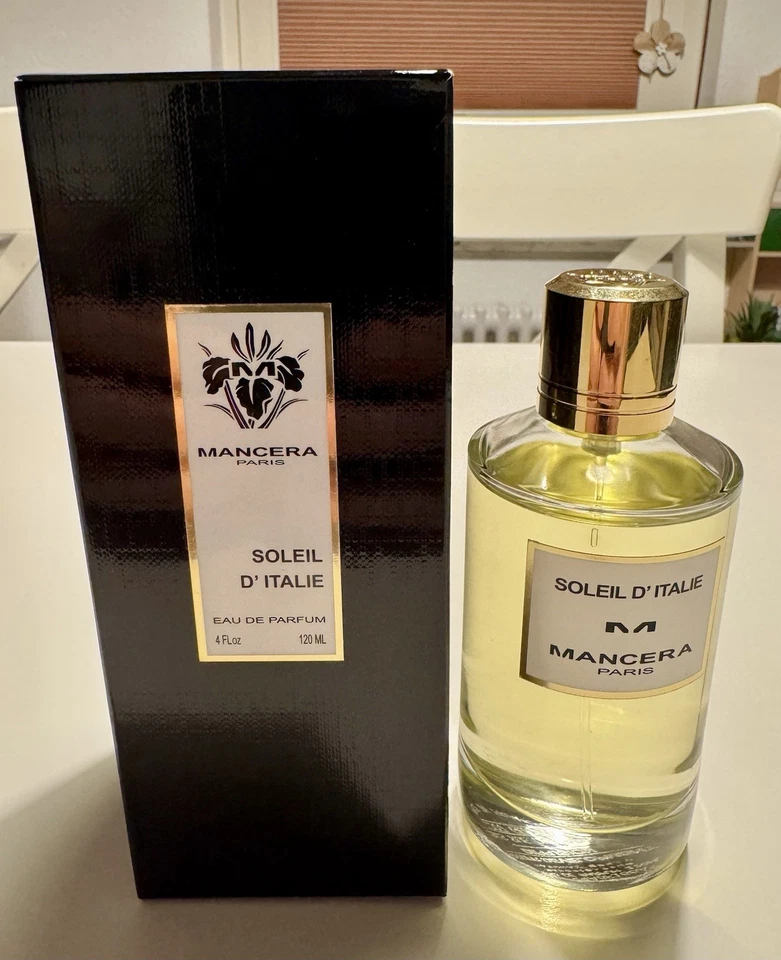 MANCERA
PARIS
SOLEIL
D' ITALIE
EAU DE PARFUM
4 FLoz 120 ML
SOLEIL D' ITALIE
M
MANCERA
PARIS